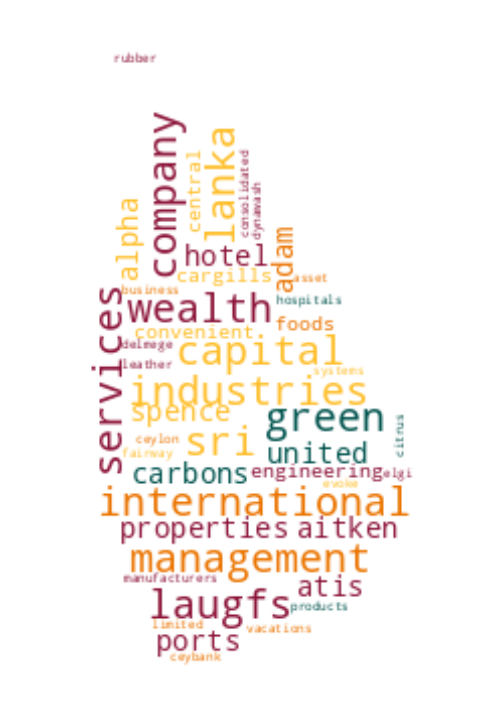 rubber
company
lanka
central
consolidated
dynawash
alpha
hotel
adam
cargills
asset
business
wealth
hospitals
services
foods
convenient
delmege
capital
leather
systems
industries
spence
green
citrus
sri
ceylon
united
fairway
carbons
engineering
elgi
evoke
international
properties
aitken
management
manufacturers
atis
laugfs
products
limited
vacations
ports
ceybank